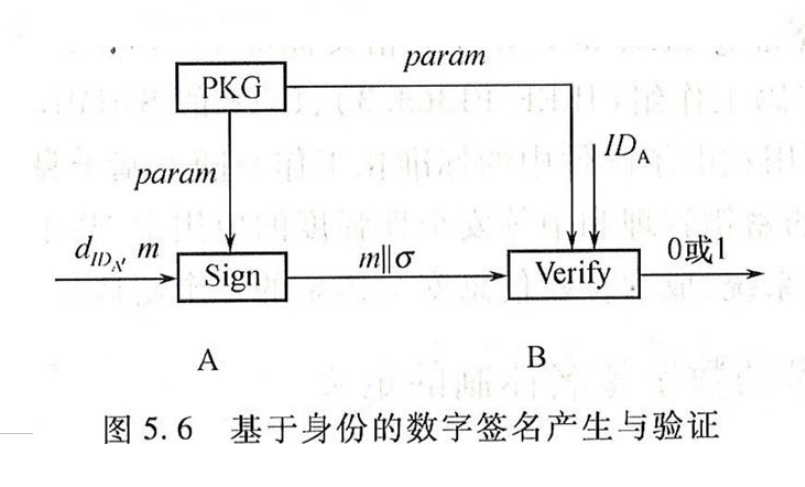 param
PKG
ID_A
param
d_{ID_A}, m
Sign
m||σ
Verify
0或1
A
B
图 5.6 基于身份的数字签名产生与验证